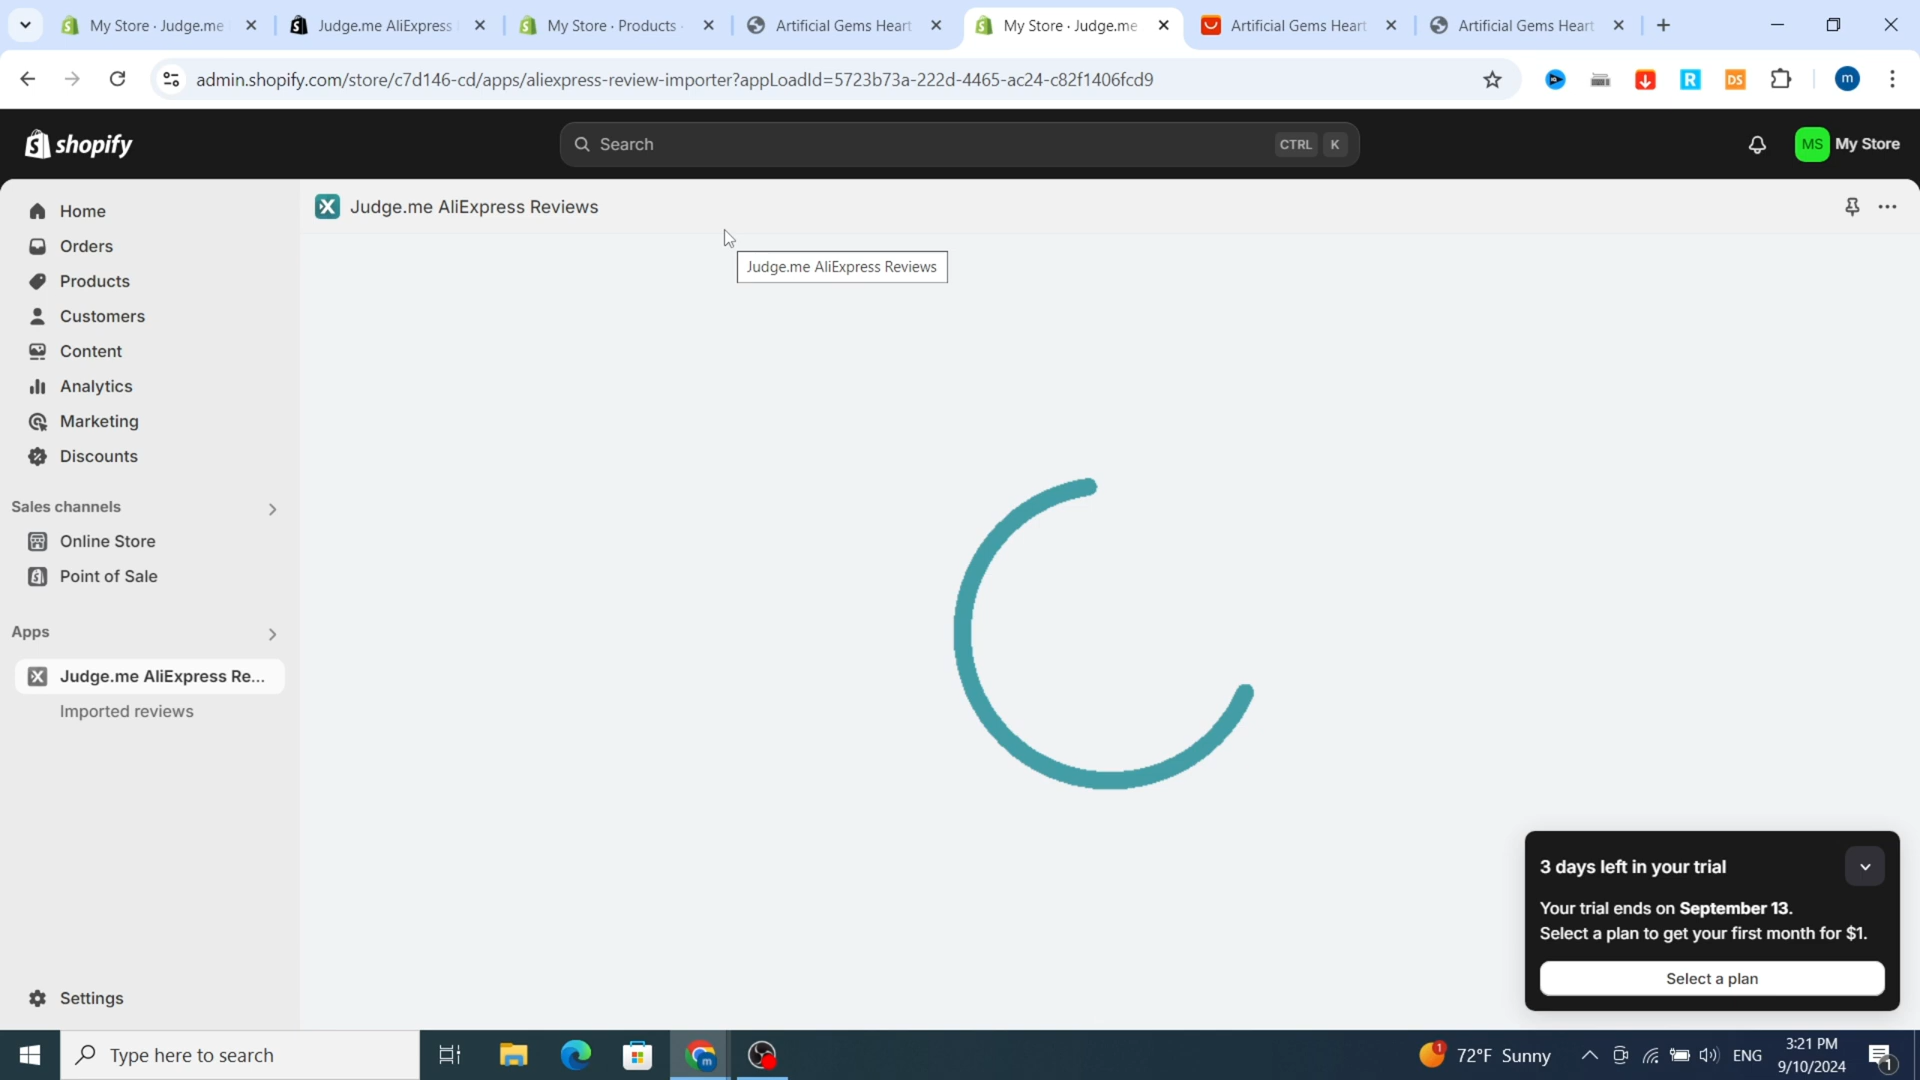 My Store · Judge.me
Judge.me AliExpress
My Store · Products ·
Artificial Gems Heart
My Store · Judge.me
Artificial Gems Heart
Artificial Gems Heart
admin.shopify.com/store/c7d146-cd/apps/aliexpress-review-importer?appLoadId=5723b73a-222d-4465-ac24-c82f1406fcd9
R
DS
m
shopify
Search
CTRL K
MS My Store
Home
Orders
Products
Customers
Content
Analytics
Marketing
Discounts
Sales channels
Online Store
Point of Sale
Apps
Judge.me AliExpress Re...
Imported reviews
Settings
Judge.me AliExpress Reviews
Judge.me AliExpress Reviews
3 days left in your trial
Your trial ends on September 13.
Select a plan to get your first month for $1.
Select a plan
Type here to search
m
1
72°F Sunny
ENG
3:21 PM
9/10/2024
1